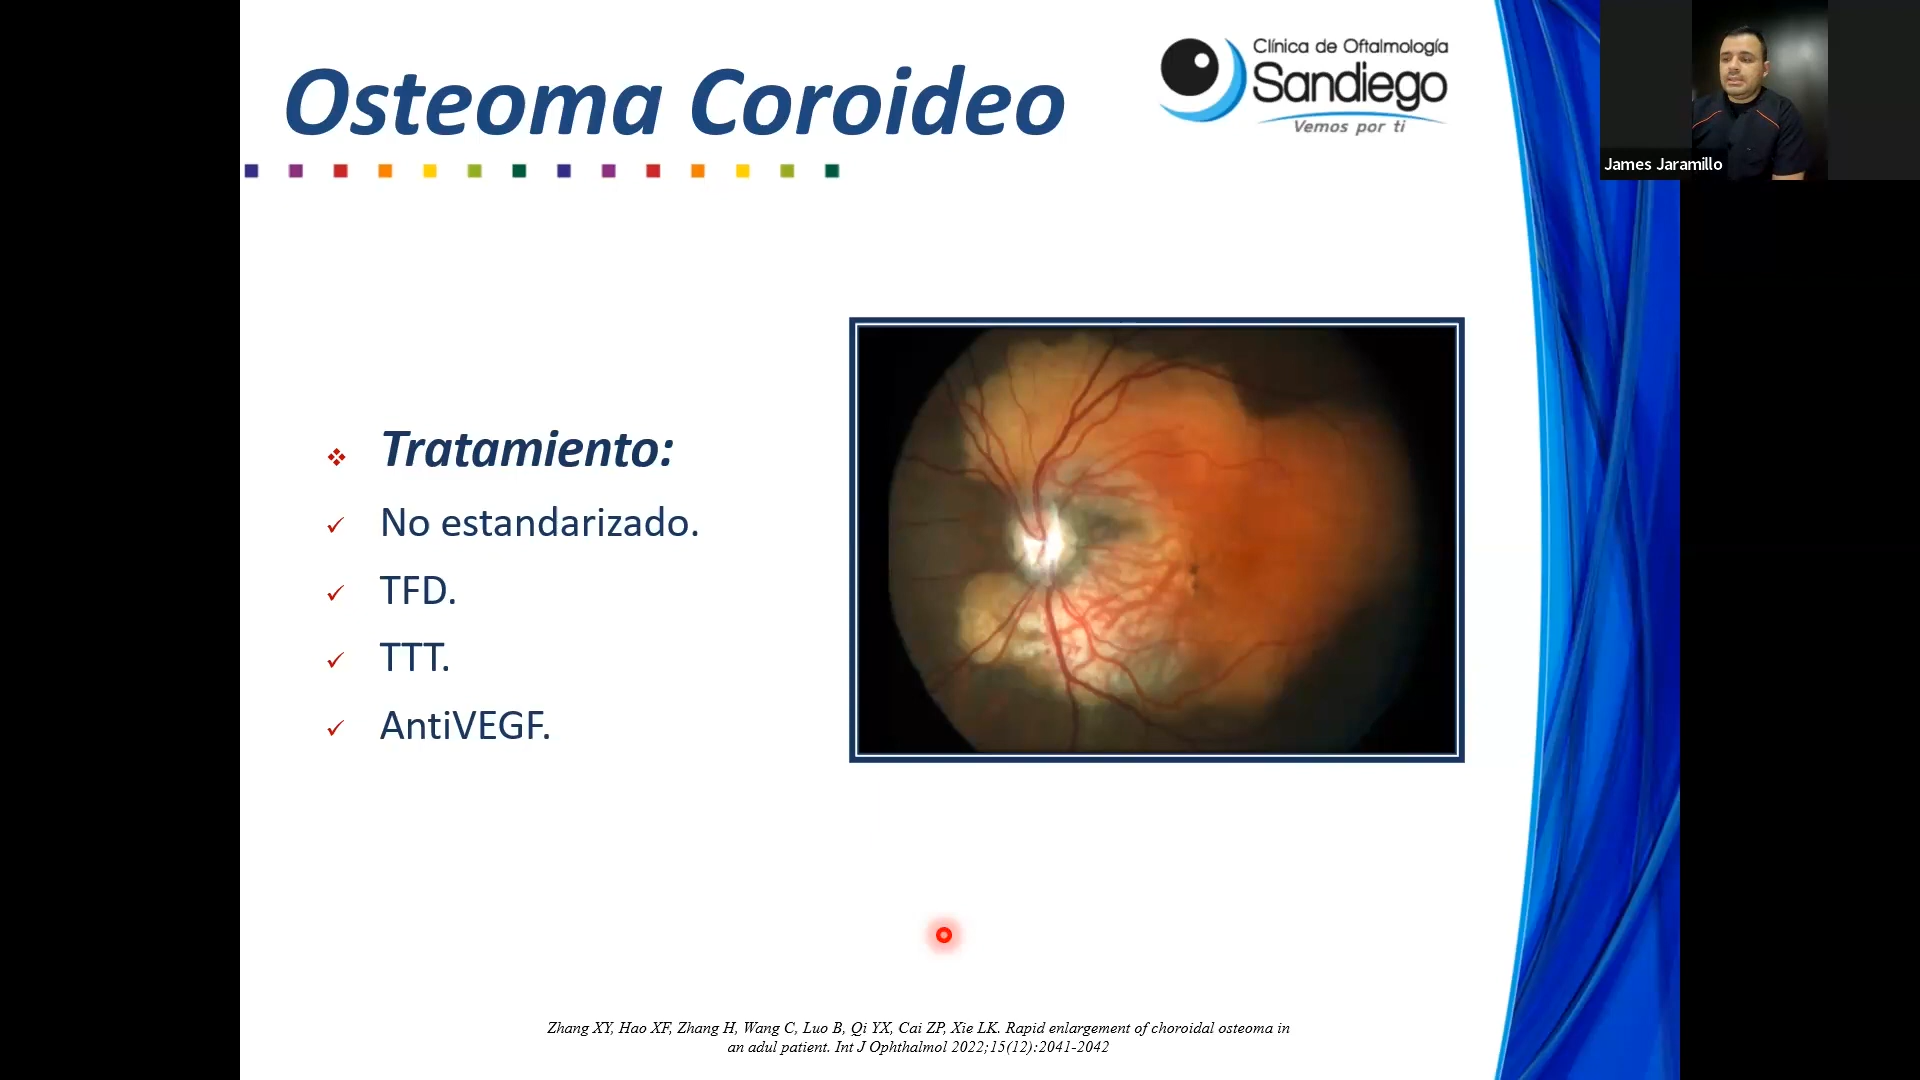 Osteoma Coroideo
Clínica de Oftalmología
Sandiego
Vemos por ti
James Jaramillo
Tratamiento:
No estandarizado.
TFD.
TTT.
AntiVEGF.
Zhang XY, Hao XF, Zhang H, Wang C, Luo B, Qi YX, Cai ZP, Xie LK. Rapid enlargement of choroidal osteoma in
an adul patient. Int J Ophthalmol 2022;15(12):2041-2042